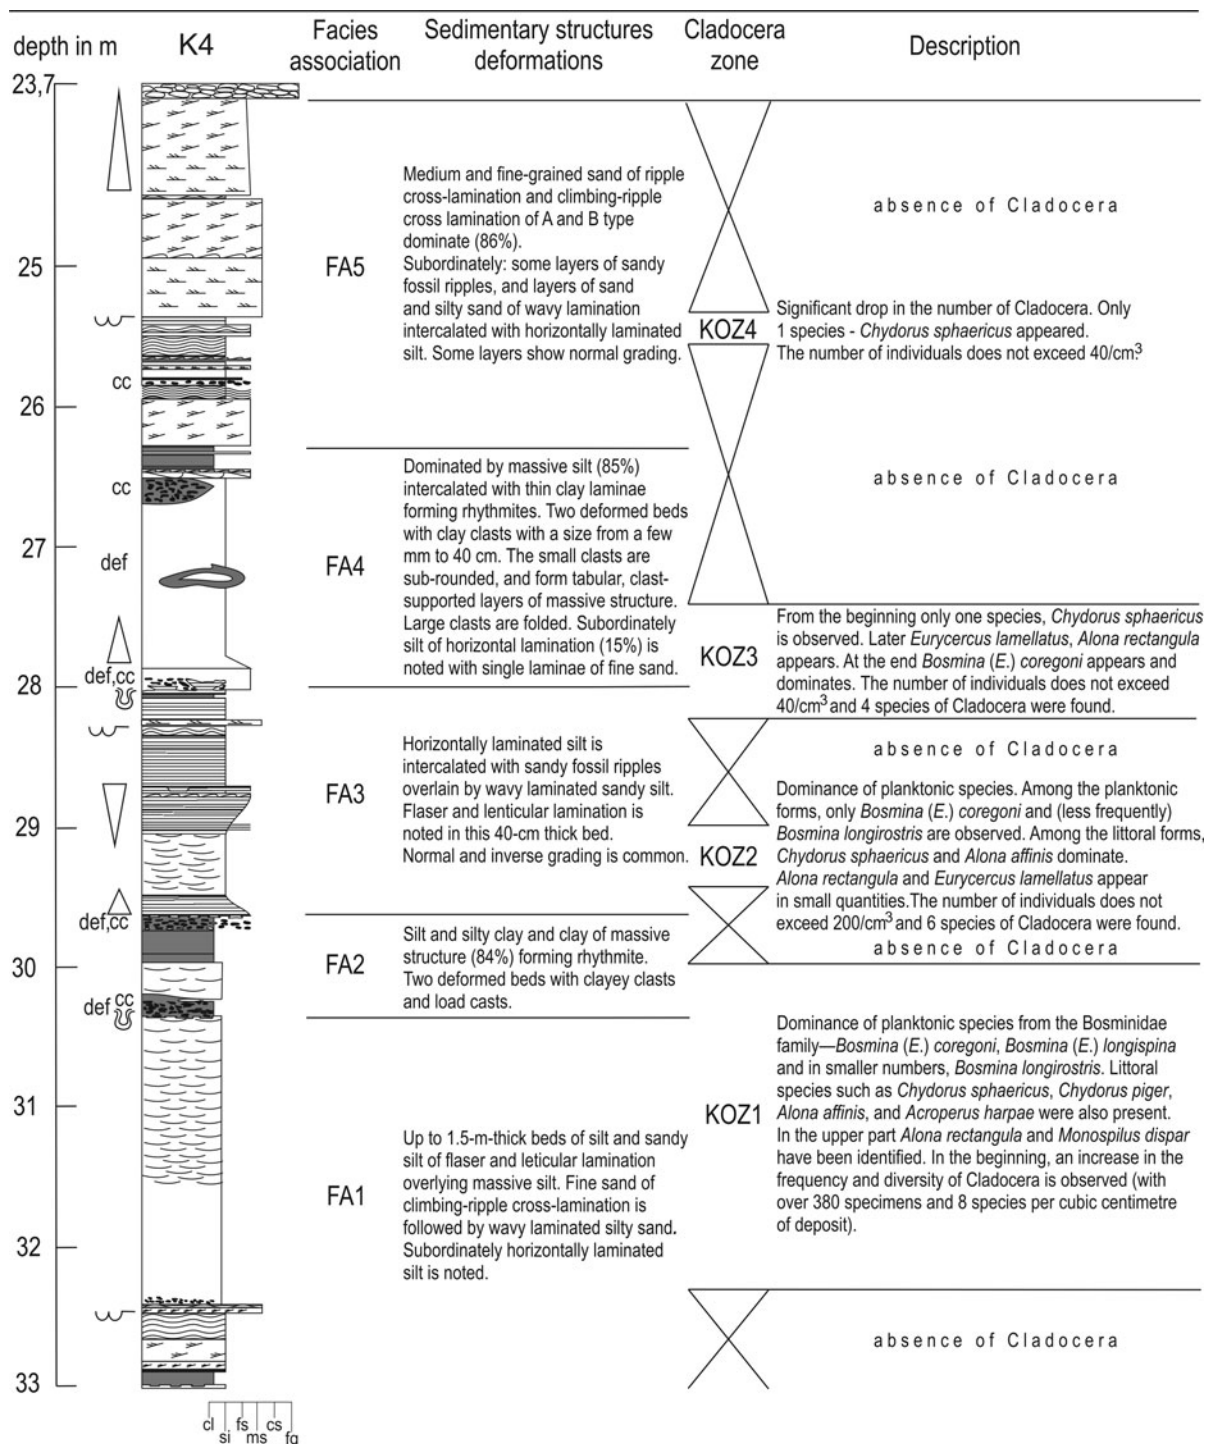 depth in m
K4
Facies
association
Sedimentary structures
deformations
Cladocera
zone
Description
23,7
25
26
27
28
29
30
31
32
33
cc
cc
def
def,cc
def,cc
cc
def
cl
si
fs
ms
cs
fg
FA5
Medium and fine-grained sand of ripple
cross-lamination and climbing-ripple
cross lamination of A and B type
dominate (86%).
Subordinately: some layers of sandy
fossil ripples, and layers of sand
and silty sand of wavy lamination
intercalated with horizontally laminated
silt. Some layers show normal grading.
FA4
Dominated by massive silt (85%)
intercalated with thin clay laminae
forming rhythmites. Two deformed beds
with clay clasts with a size from a few
mm to 40 cm. The small clasts are
sub-rounded, and form tabular, clast-
supported layers of massive structure.
Large clasts are folded. Subordinately
silt of horizontal lamination (15%) is
noted with single laminae of fine sand.
FA3
Horizontally laminated silt is
intercalated with sandy fossil ripples
overlain by wavy laminated sandy silt.
Flaser and lenticular lamination is
noted in this 40-cm thick bed.
Normal and inverse grading is common.
FA2
Silt and silty clay and clay of massive
structure (84%) forming rhythmite.
Two deformed beds with clayey clasts
and load casts.
FA1
Up to 1.5-m-thick beds of silt and sandy
silt of flaser and leticular lamination
overlying massive silt. Fine sand of
climbing-ripple cross-lamination is
followed by wavy laminated silty sand.
Subordinately horizontally laminated
silt is noted.
absence of Cladocera
KOZ4
Significant drop in the number of Cladocera. Only
1 species - Chydorus sphaericus appeared.
The number of individuals does not exceed 40/cm³.
absence of Cladocera
KOZ3
From the beginning only one species, Chydorus sphaericus
is observed. Later Eurycercus lamellatus, Alona rectangula
appears. At the end Bosmina (E.) coregoni appears and
dominates. The number of individuals does not exceed
40/cm³ and 4 species of Cladocera were found.
absence of Cladocera
KOZ2
Dominance of planktonic species. Among the planktonic
forms, only Bosmina (E.) coregoni and (less frequently)
Bosmina longirostris are observed. Among the littoral forms,
Chydorus sphaericus and Alona affinis dominate.
Alona rectangula and Eurycercus lamellatus appear
in small quantities.The number of individuals does not
exceed 200/cm³ and 6 species of Cladocera were found.
absence of Cladocera
KOZ1
Dominance of planktonic species from the Bosminidae
family—Bosmina (E.) coregoni, Bosmina (E.) longispina
and in smaller numbers, Bosmina longirostris. Littoral
species such as Chydorus sphaericus, Chydorus piger,
Alona affinis, and Acroperus harpae were also present.
In the upper part Alona rectangula and Monospilus dispar
have been identified. In the beginning, an increase in the
frequency and diversity of Cladocera is observed (with
over 380 specimens and 8 species per cubic centimetre
of deposit).
absence of Cladocera